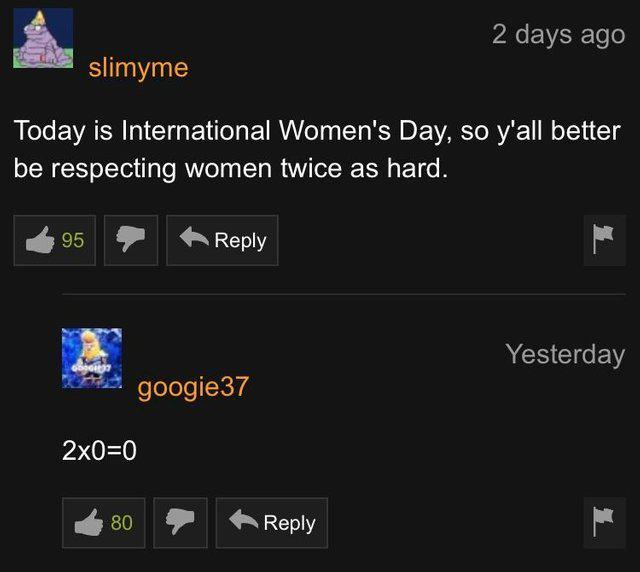 2 days ago
slimyme
Today is International Women's Day, so y'all better
be respecting women twice as hard.
95
Reply
Yesterday
GOOGIE37
googie37
2x0=0
80
Reply